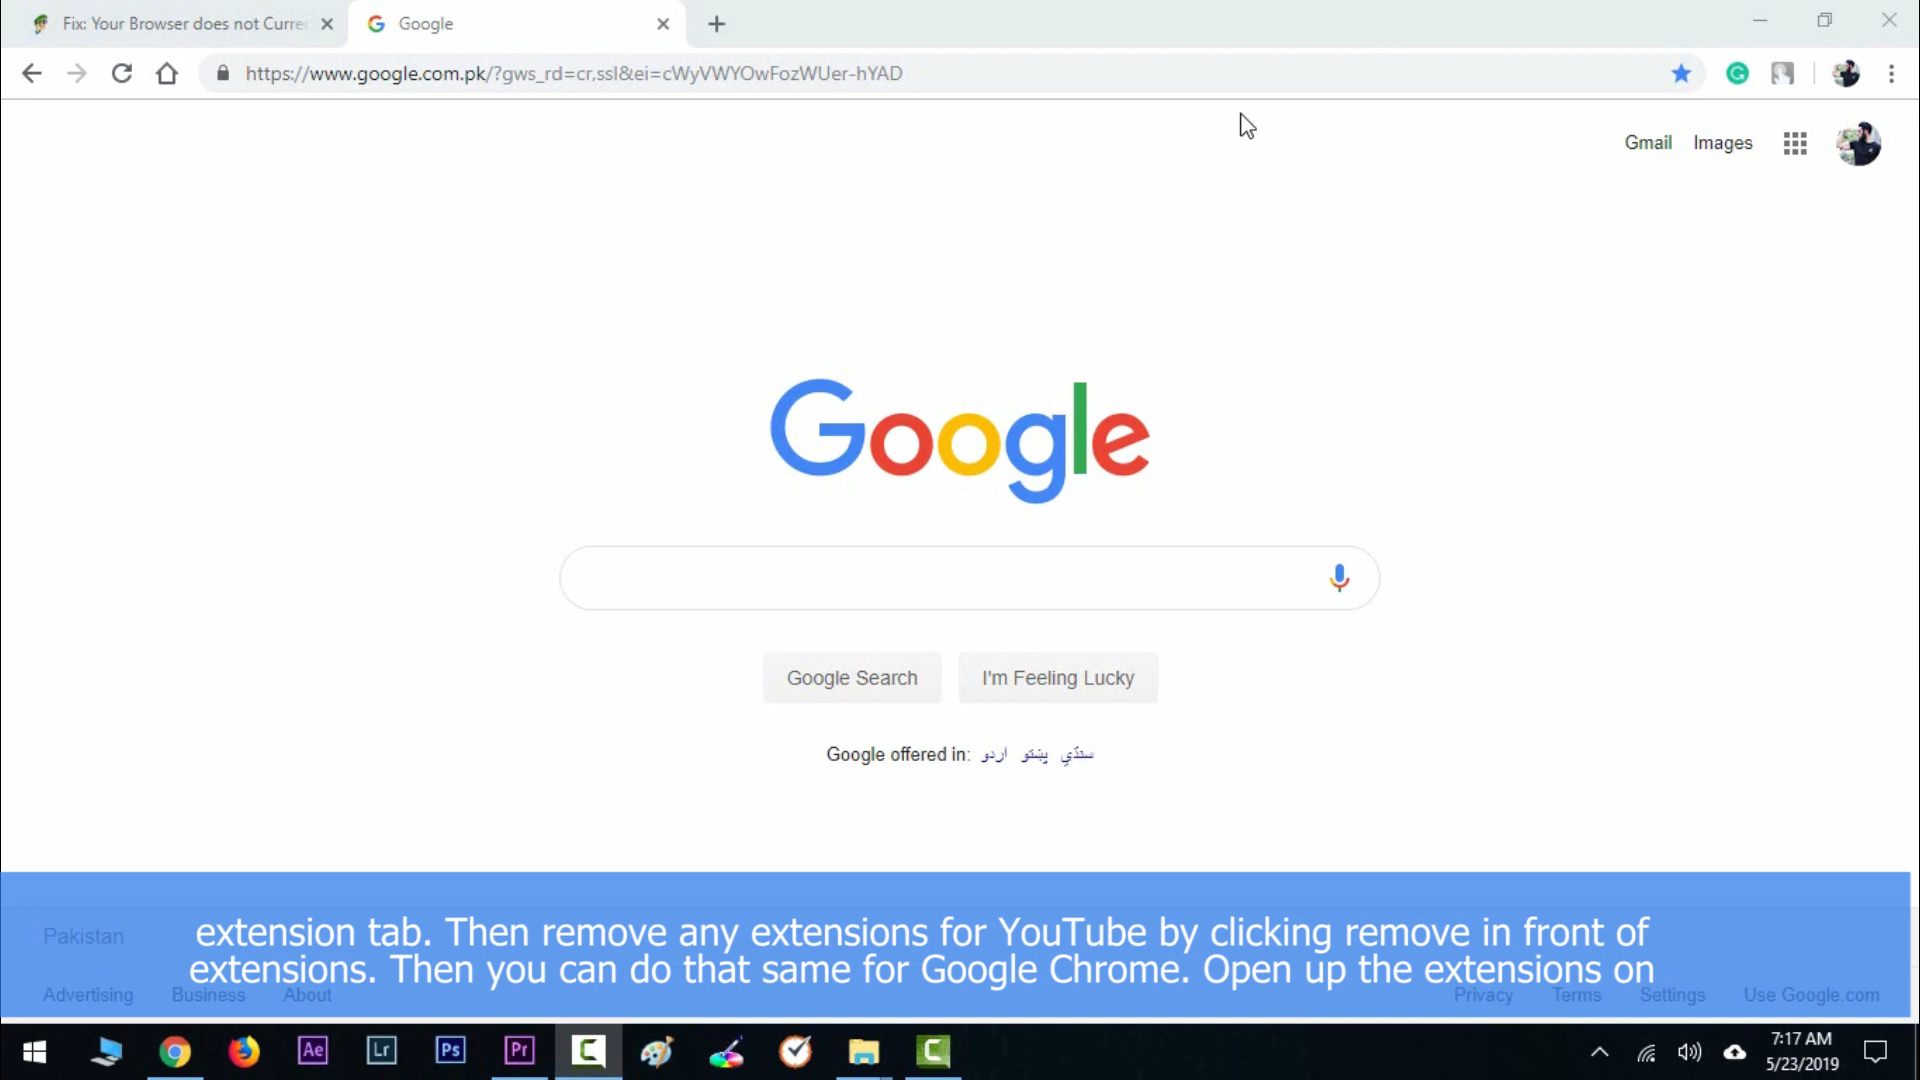 Fix: Your Browser does not Curre
Google
https://www.google.com.pk/?gws_rd=cr,ssl&ei=cWyVWYOwFozWUer-hYAD
Gmail Images
Google
Google Search I'm Feeling Lucky
Google offered in: اردو پښتو سنڌي
Pakistan
extension tab. Then remove any extensions for YouTube by clicking remove in front of
extensions. Then you can do that same for Google Chrome. Open up the extensions on
Advertising Business About Privacy Terms Settings Use Google.com
Ae Lr Ps Pr
7:17 AM
5/23/2019